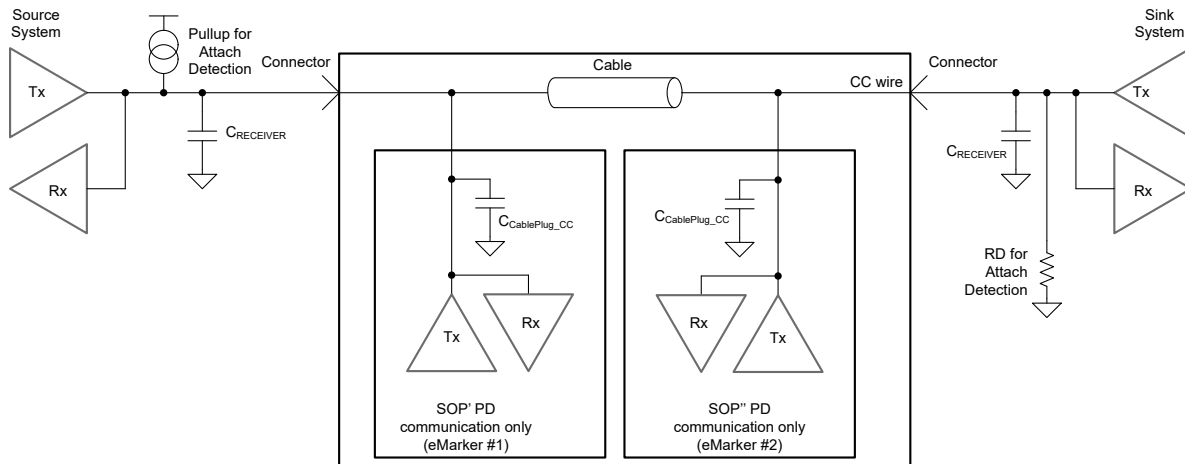 Source
System
Pullup for
Attach
Detection
Connector
Tx
Rx
CRECEIVER
Cable
CC wire
Connector
Sink
System
Tx
Rx
CRECEIVER
RD for
Attach
Detection
CCablePlug_CC
Tx
Rx
SOP' PD
communication only
(eMarker #1)
CCablePlug_CC
Rx
Tx
SOP" PD
communication only
(eMarker #2)